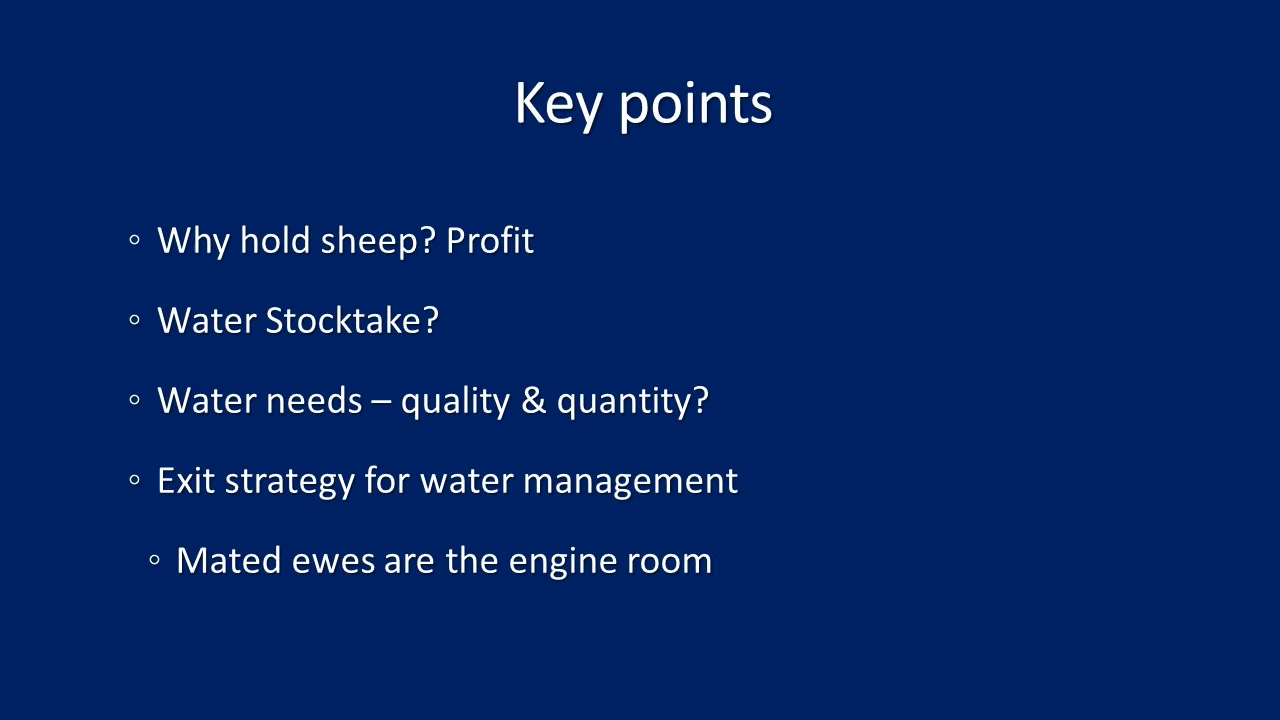 Key points
◦ Why hold sheep? Profit
◦ Water Stocktake?
◦ Water needs – quality & quantity?
◦ Exit strategy for water management
◦ Mated ewes are the engine room